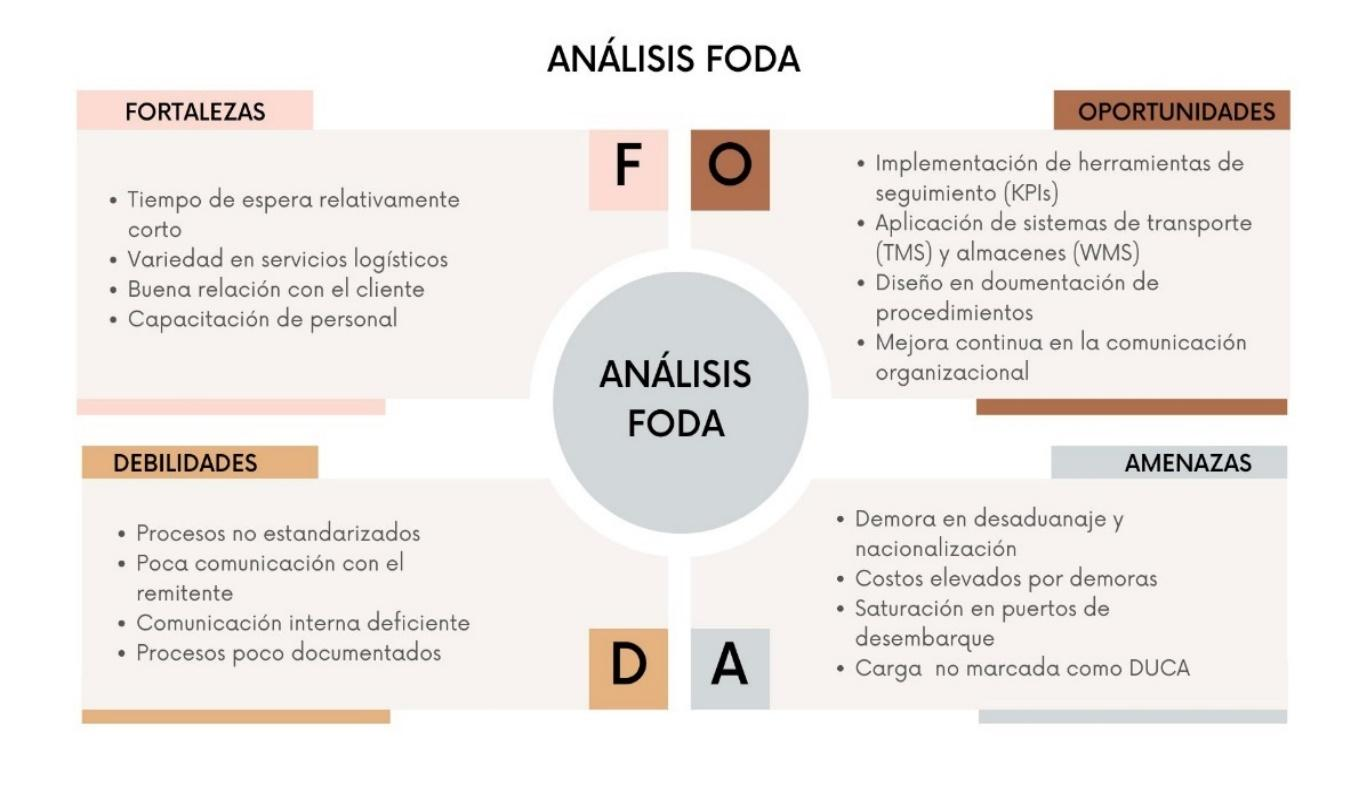 ANÁLISIS FODA
FORTALEZAS
F
• Tiempo de espera relativamente
corto
• Variedad en servicios logísticos
• Buena relación con el cliente
• Capacitación de personal
OPORTUNIDADES
O
• Implementación de herramientas de
seguimiento (KPIs)
• Aplicación de sistemas de transporte
(TMS) y almacenes (WMS)
• Diseño en doumentación de
procedimientos
• Mejora continua en la comunicación
organizacional
ANÁLISIS
FODA
DEBILIDADES
• Procesos no estandarizados
• Poca comunicación con el
remitente
• Comunicación interna deficiente
• Procesos poco documentados
D
AMENAZAS
• Demora en desaduanaje y
nacionalización
• Costos elevados por demoras
• Saturación en puertos de
desembarque
• Carga  no marcada como DUCA
A